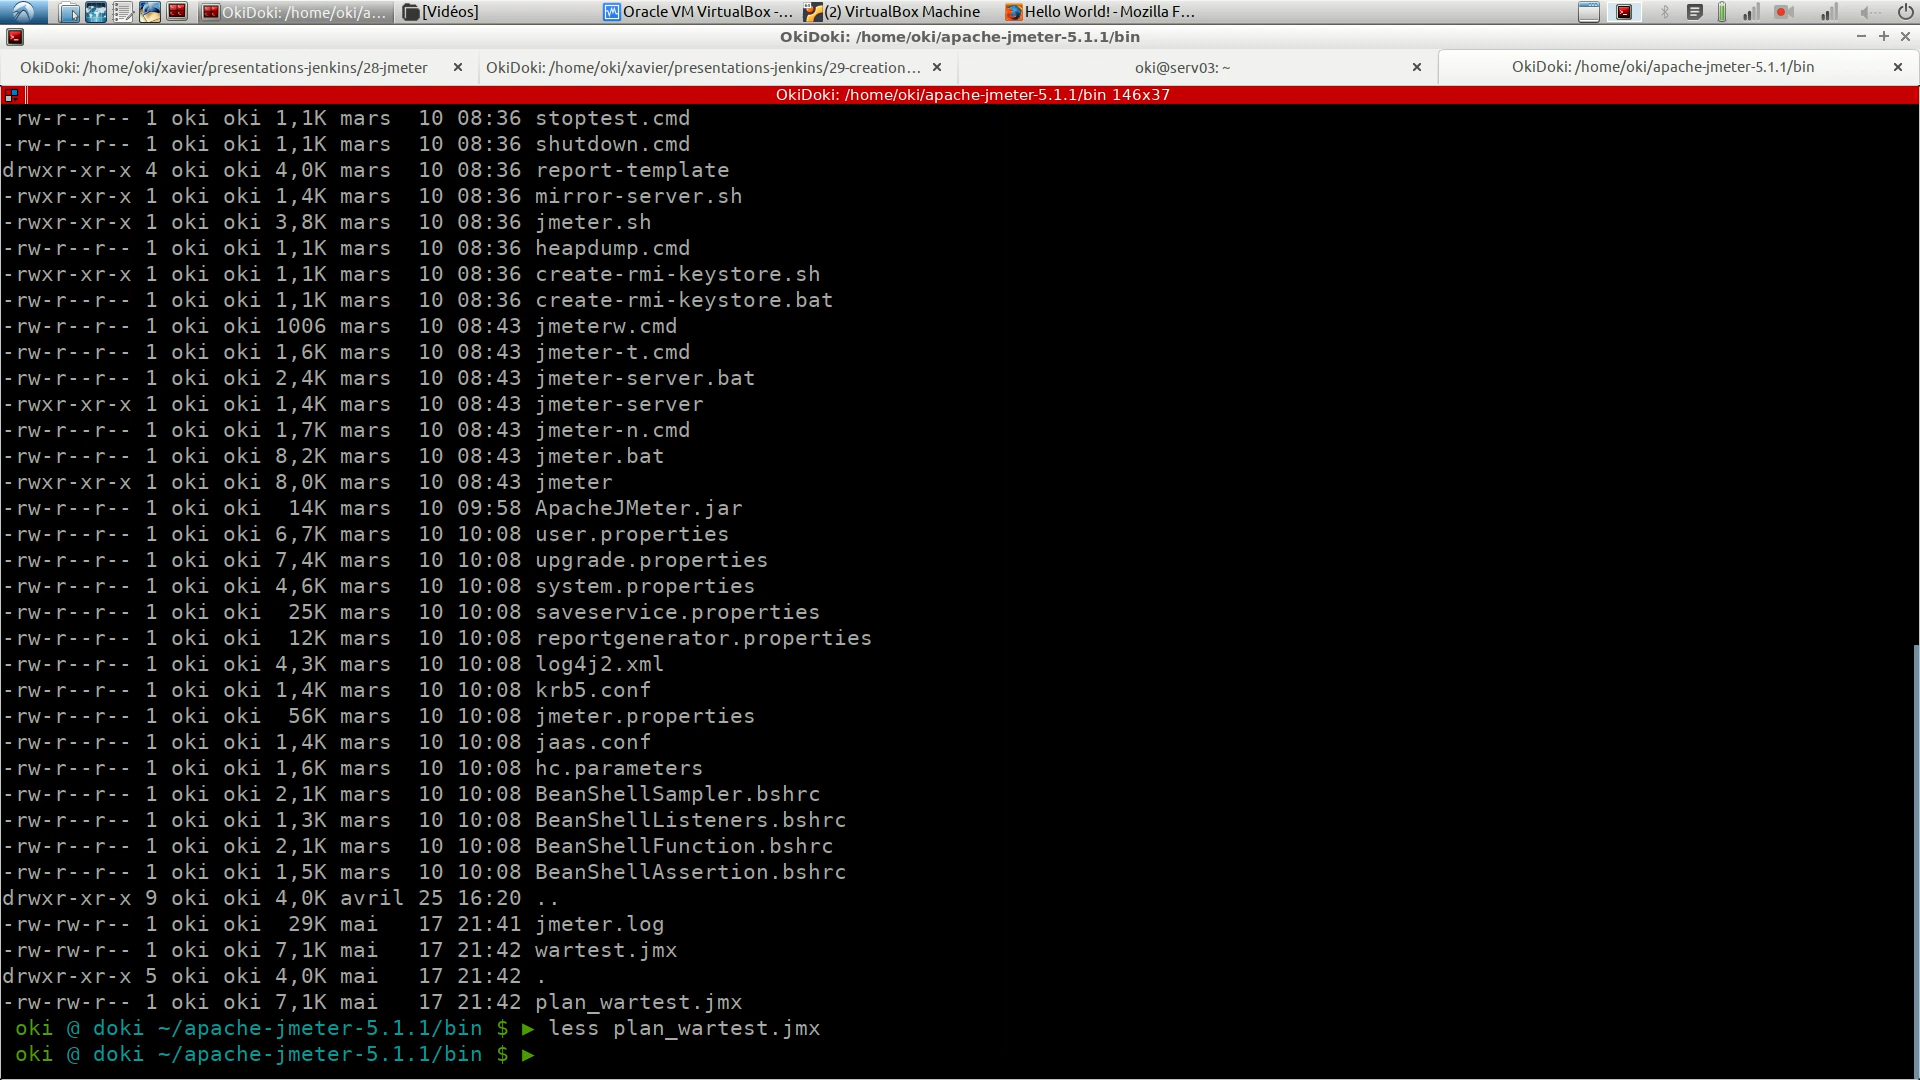 OkiDoki: /home/oki/a... [Vidéos] Oracle VM VirtualBox -... (2) VirtualBox Machine Hello World! - Mozilla F...
OkiDoki: /home/oki/apache-jmeter-5.1.1/bin
OkiDoki: /home/oki/xavier/presentations-jenkins/28-jmeter OkiDoki: /home/oki/xavier/presentations-jenkins/29-creation... oki@serv03: ~ OkiDoki: /home/oki/apache-jmeter-5.1.1/bin
OkiDoki: /home/oki/apache-jmeter-5.1.1/bin 146x37
-rw-r--r-- 1 oki oki 1,1K mars  10 08:36 stoptest.cmd
-rw-r--r-- 1 oki oki 1,1K mars  10 08:36 shutdown.cmd
drwxr-xr-x 4 oki oki 4,0K mars  10 08:36 report-template
-rwxr-xr-x 1 oki oki 1,4K mars  10 08:36 mirror-server.sh
-rwxr-xr-x 1 oki oki 3,8K mars  10 08:36 jmeter.sh
-rw-r--r-- 1 oki oki 1,1K mars  10 08:36 heapdump.cmd
-rwxr-xr-x 1 oki oki 1,1K mars  10 08:36 create-rmi-keystore.sh
-rw-r--r-- 1 oki oki 1,1K mars  10 08:36 create-rmi-keystore.bat
-rw-r--r-- 1 oki oki 1006 mars  10 08:43 jmeterw.cmd
-rw-r--r-- 1 oki oki 1,6K mars  10 08:43 jmeter-t.cmd
-rw-r--r-- 1 oki oki 2,4K mars  10 08:43 jmeter-server.bat
-rwxr-xr-x 1 oki oki 1,4K mars  10 08:43 jmeter-server
-rw-r--r-- 1 oki oki 1,7K mars  10 08:43 jmeter-n.cmd
-rw-r--r-- 1 oki oki 8,2K mars  10 08:43 jmeter.bat
-rwxr-xr-x 1 oki oki 8,0K mars  10 08:43 jmeter
-rw-r--r-- 1 oki oki  14K mars  10 09:58 ApacheJMeter.jar
-rw-r--r-- 1 oki oki 6,7K mars  10 10:08 user.properties
-rw-r--r-- 1 oki oki 7,4K mars  10 10:08 upgrade.properties
-rw-r--r-- 1 oki oki 4,6K mars  10 10:08 system.properties
-rw-r--r-- 1 oki oki  25K mars  10 10:08 saveservice.properties
-rw-r--r-- 1 oki oki  12K mars  10 10:08 reportgenerator.properties
-rw-r--r-- 1 oki oki 4,3K mars  10 10:08 log4j2.xml
-rw-r--r-- 1 oki oki 1,4K mars  10 10:08 krb5.conf
-rw-r--r-- 1 oki oki  56K mars  10 10:08 jmeter.properties
-rw-r--r-- 1 oki oki 1,4K mars  10 10:08 jaas.conf
-rw-r--r-- 1 oki oki 1,6K mars  10 10:08 hc.parameters
-rw-r--r-- 1 oki oki 2,1K mars  10 10:08 BeanShellSampler.bshrc
-rw-r--r-- 1 oki oki 1,3K mars  10 10:08 BeanShellListeners.bshrc
-rw-r--r-- 1 oki oki 2,1K mars  10 10:08 BeanShellFunction.bshrc
-rw-r--r-- 1 oki oki 1,5K mars  10 10:08 BeanShellAssertion.bshrc
drwxr-xr-x 9 oki oki 4,0K avril 25 16:20 ..
-rw-rw-r-- 1 oki oki  29K mai   17 21:41 jmeter.log
-rw-rw-r-- 1 oki oki 7,1K mai   17 21:42 wartest.jmx
drwxr-xr-x 5 oki oki 4,0K mai   17 21:42 .
-rw-rw-r-- 1 oki oki 7,1K mai   17 21:42 plan_wartest.jmx
oki @ doki ~/apache-jmeter-5.1.1/bin $ ► less plan_wartest.jmx
oki @ doki ~/apache-jmeter-5.1.1/bin $ ►